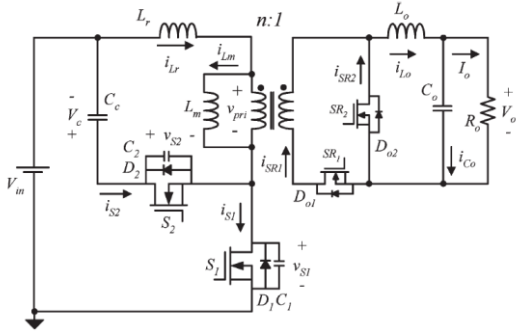 L_r
n:1
L_o
i_Lr
i_Lm
i_SR2
i_Lo
I_o
-
C_c
V_c
+
L_m
+
v_pri
-
SR_2
D_o2
C_o
R_o
+
V_o
-
+ v_S2 -
C_2
D_2
i_SR1
SR_1
D_o1
i_Co
V_in
i_S2
S_2
i_S1
S_1
D_1 C_1
+
v_S1
-